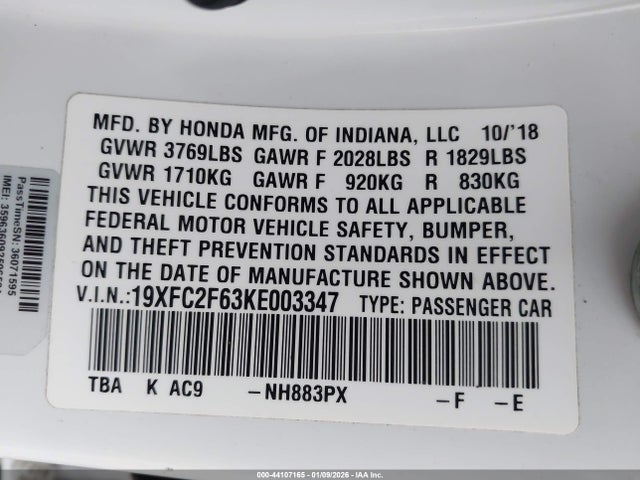 MFD. BY HONDA MFG. OF INDIANA, LLC 10/'18
GVWR 3769LBS GAWR F 2028LBS R 1829LBS
GVWR 1710KG GAWR F 920KG R 830KG
THIS VEHICLE CONFORMS TO ALL APPLICABLE
FEDERAL MOTOR VEHICLE SAFETY, BUMPER,
AND THEFT PREVENTION STANDARDS IN EFFECT
ON THE DATE OF MANUFACTURE SHOWN ABOVE.
V.I.N.:19XFC2F63KE003347 TYPE: PASSENGER CAR
TBA K AC9 -NH883PX -F -E
PassTimeSN: 36071595
IMEI:
000-44107165 - 01/09/2026 - IAA Inc.